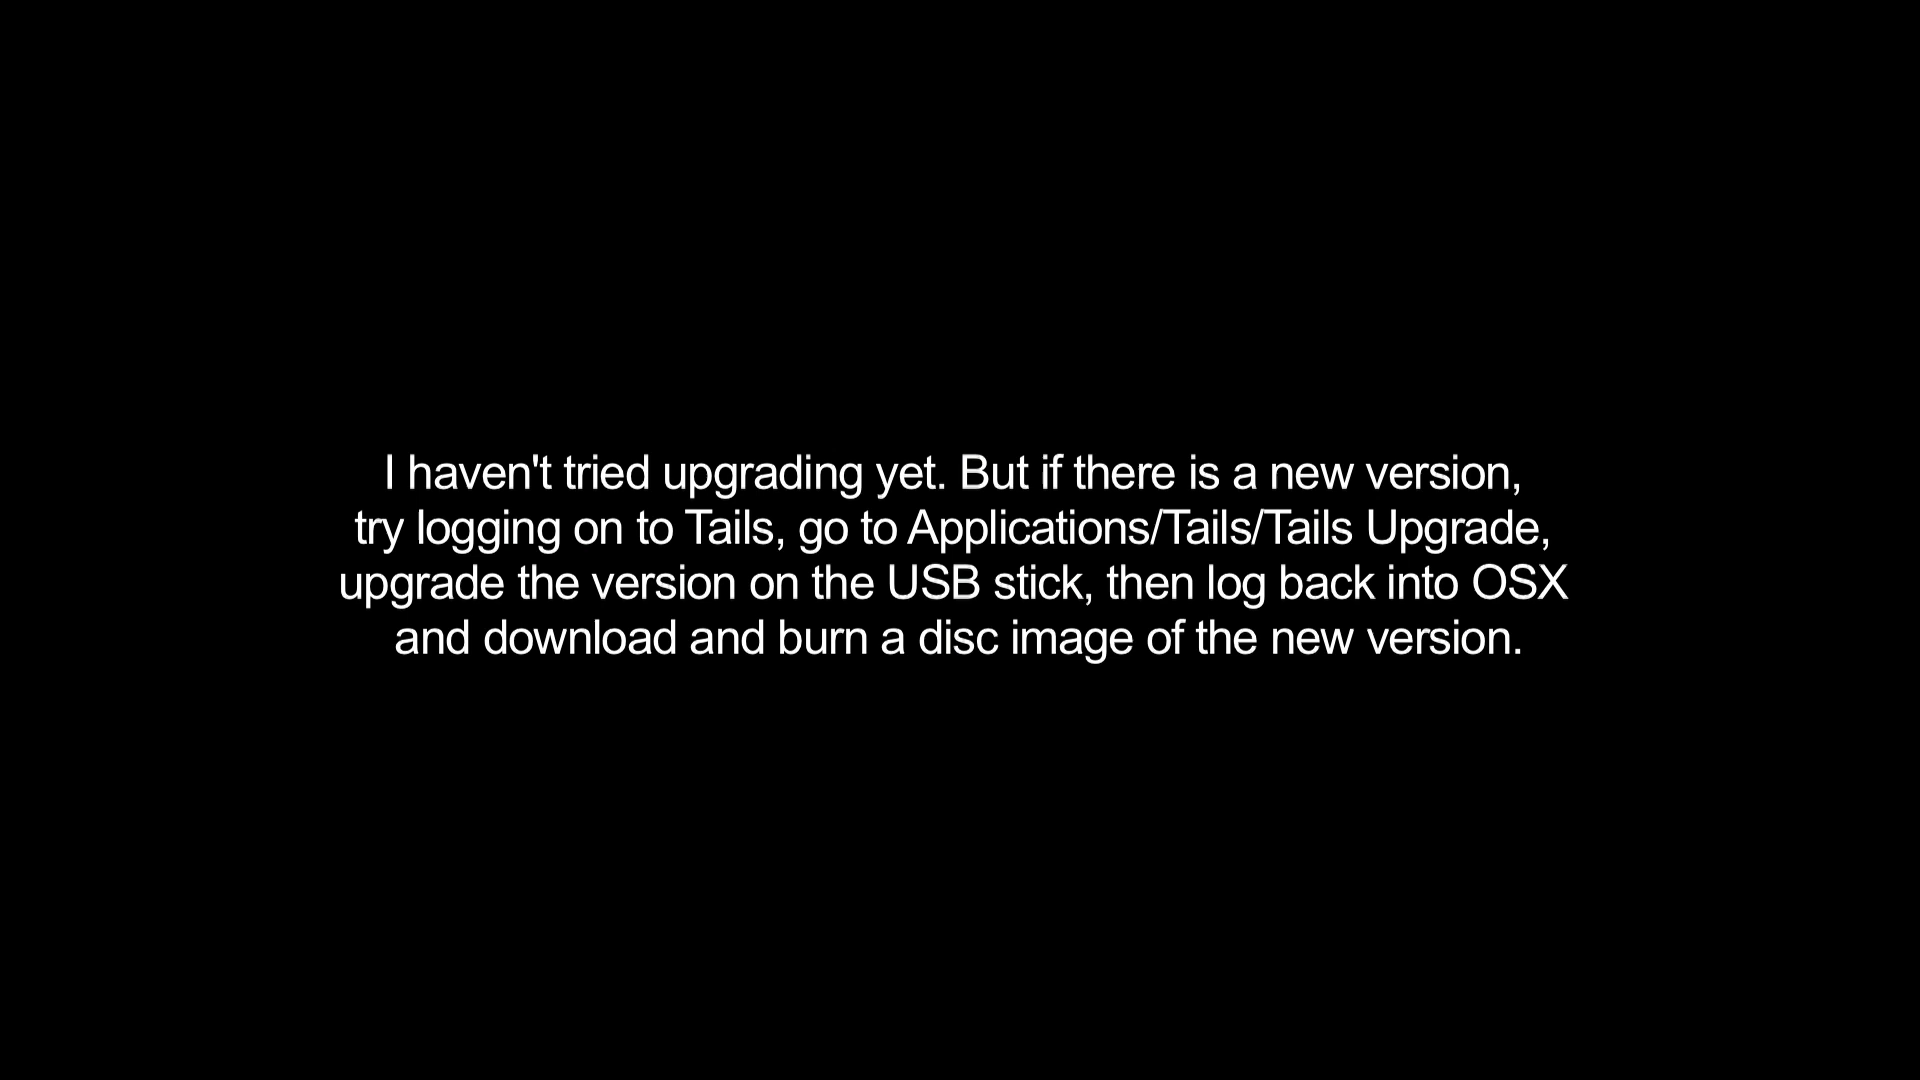 I haven't tried upgrading yet. But if there is a new version,
try logging on to Tails, go to Applications/Tails/Tails Upgrade,
upgrade the version on the USB stick, then log back into OSX
and download and burn a disc image of the new version.